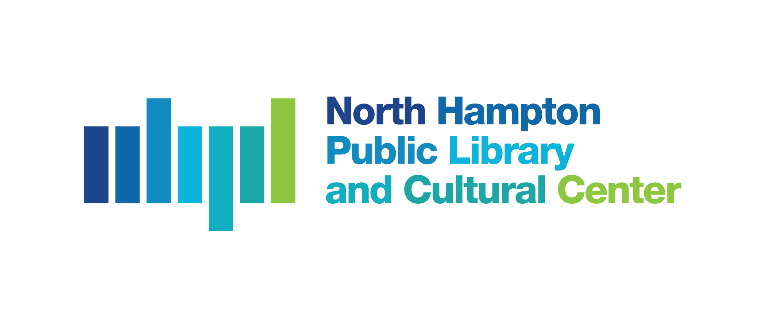 North Hampton
Public Library
and Cultural Center